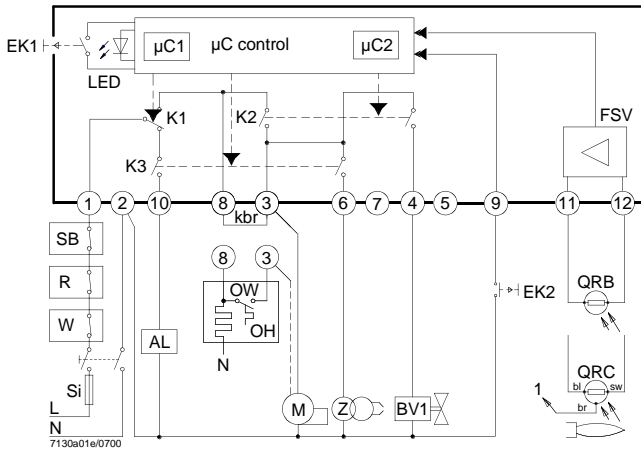 EK1
LED
µC1
µC control
µC2
K1
K2
FSV
K3
1
2
10
8
kbr
3
6
7
4
5
9
11
12
SB
R
W
Si
L
N
7130a01e/0700
AL
8
3
OW
OH
N
M
Z
BV1
EK2
QRB
QRC
bl
sw
br
1